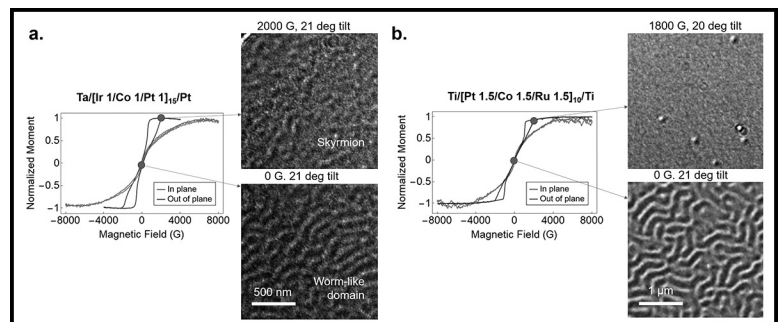 a.
2000 G, 21 deg tilt
Ta/[Ir 1/Co 1/Pt 1]₁₅/Pt
Normalized Moment
1
0.5
0
−0.5
−1
In plane
Out of plane
−8000 −4000 0 4000 8000
Magnetic Field (G)
Skyrmion
0 G. 21 deg tilt
Worm-like
domain
500 nm
b.
1800 G, 20 deg tilt
Ti/[Pt 1.5/Co 1.5/Ru 1.5]₁₀/Ti
Normalized Moment
1
0.5
0
−0.5
−1
In plane
Out of plane
−8000 −4000 0 4000 8000
Magnetic Field (G)
0 G. 21 deg tilt
1 μm